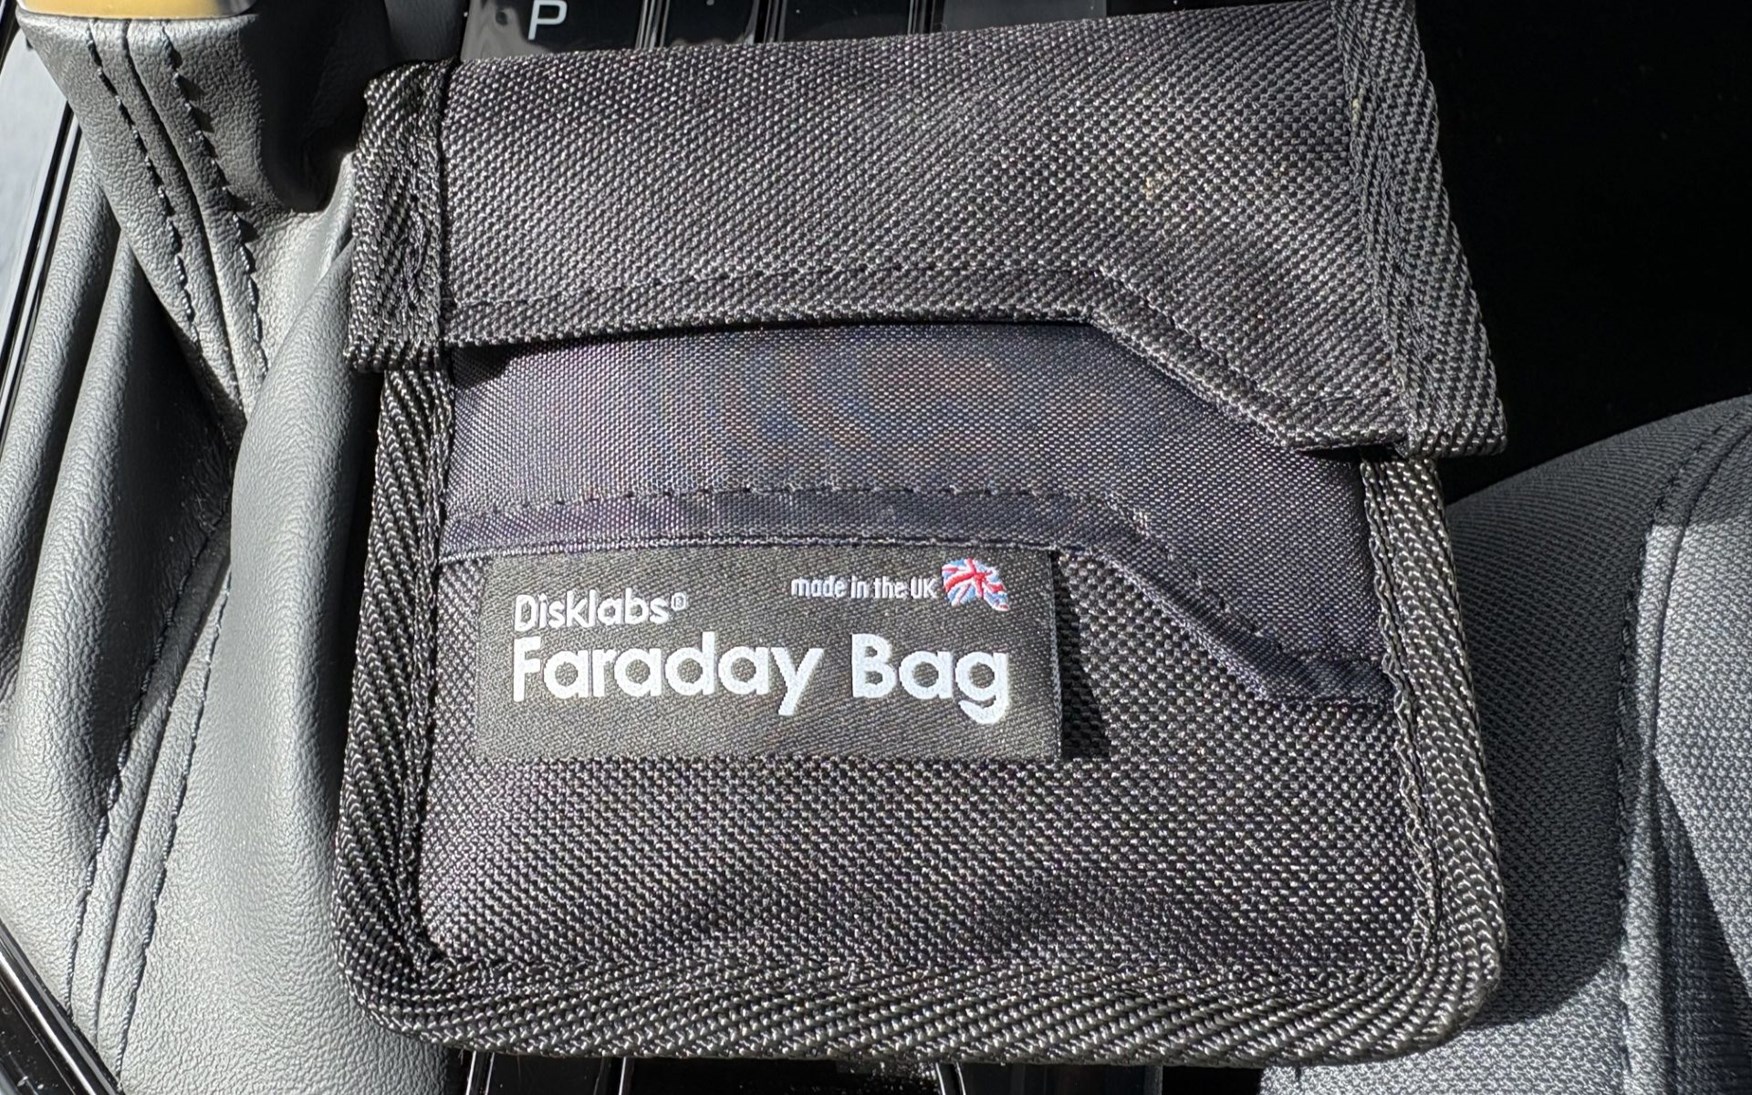 P
made in the UK
Disklabs®
Faraday Bag